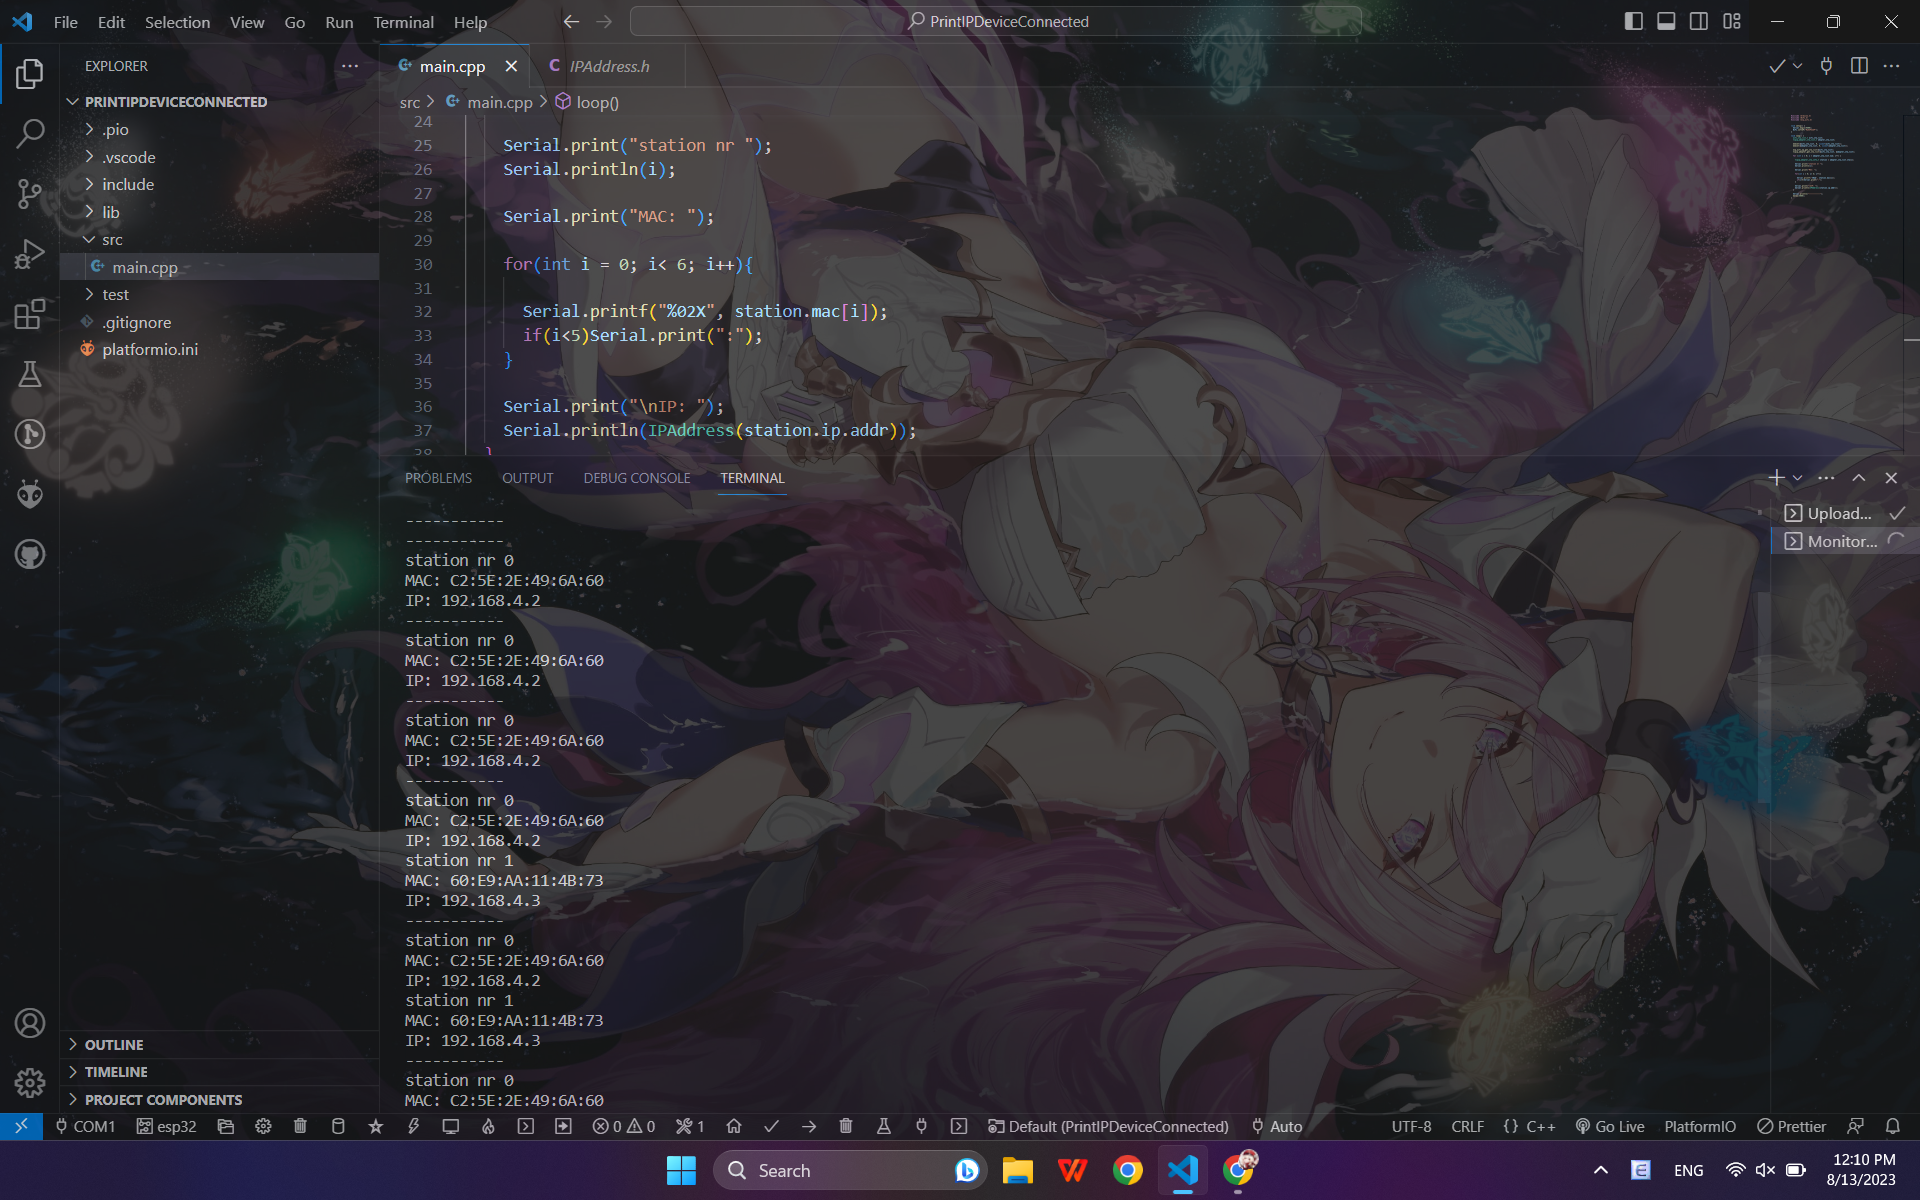 File Edit Selection View Go Run Terminal Help PrintIPDeviceConnected
EXPLORER
PRINTIPDEVICECONNECTED
.pio
.vscode
include
lib
src
main.cpp
test
.gitignore
platformio.ini
OUTLINE
TIMELINE
PROJECT COMPONENTS
main.cpp IPAddress.h
src main.cpp loop()
24
25 Serial.print("station nr ");
26 Serial.println(i);
27
28 Serial.print("MAC: ");
29
30 for(int i = 0; i< 6; i++){
31
32 Serial.printf("%02X", station.mac[i]);
33 if(i<5)Serial.print(":");
34 }
35
36 Serial.print("\nIP: ");
37 Serial.println(IPAddress(station.ip.addr));
38 }
PROBLEMS OUTPUT DEBUG CONSOLE TERMINAL
Upload...
Monitor...
-----------
-----------
station nr 0
MAC: C2:5E:2E:49:6A:60
IP: 192.168.4.2
-----------
station nr 0
MAC: C2:5E:2E:49:6A:60
IP: 192.168.4.2
-----------
station nr 0
MAC: C2:5E:2E:49:6A:60
IP: 192.168.4.2
-----------
station nr 0
MAC: C2:5E:2E:49:6A:60
IP: 192.168.4.2
station nr 1
MAC: 60:E9:AA:11:4B:73
IP: 192.168.4.3
-----------
station nr 0
MAC: C2:5E:2E:49:6A:60
IP: 192.168.4.2
station nr 1
MAC: 60:E9:AA:11:4B:73
IP: 192.168.4.3
-----------
station nr 0
MAC: C2:5E:2E:49:6A:60
COM1 esp32 0 0 1 Default (PrintIPDeviceConnected) Auto UTF-8 CRLF {} C++ Go Live PlatformIO Prettier
Search ENG 12:10 PM
8/13/2023